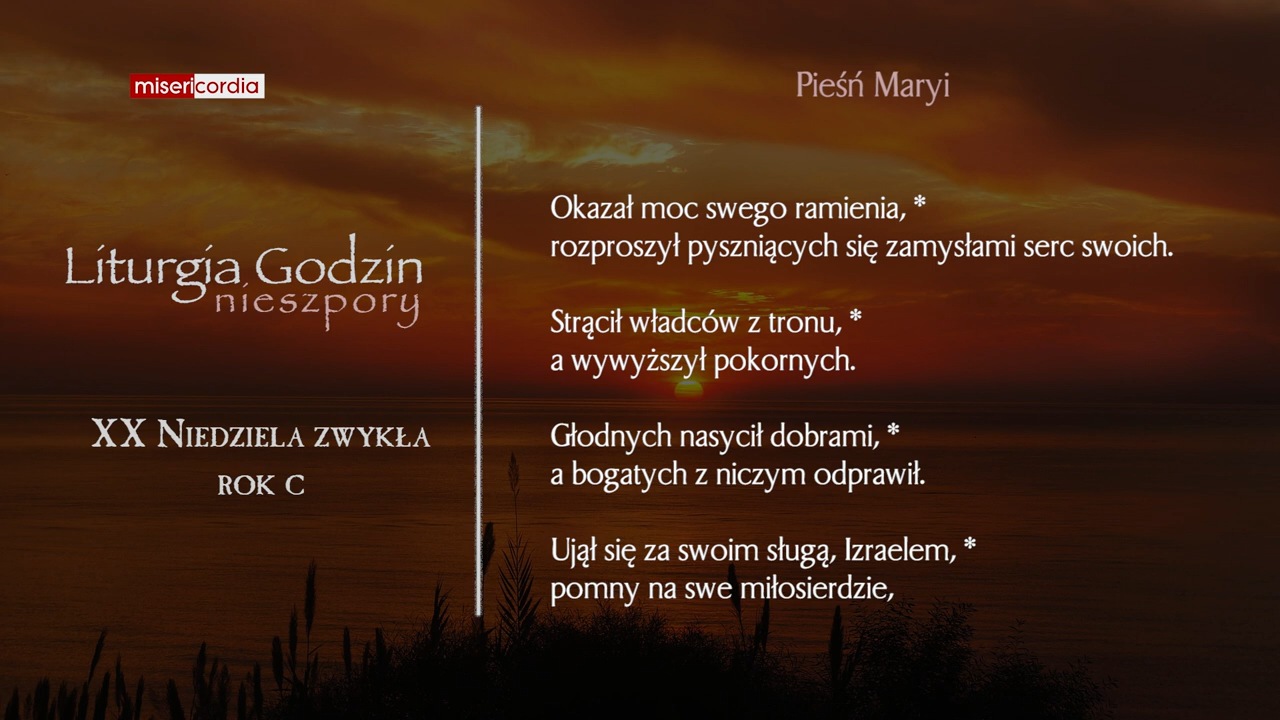 misericordia
Liturgia Godzin
nieszpory
XX Niedziela zwykła
rok C
Pieśń Maryi
Okazał moc swego ramienia, *
rozproszył pyszniących się zamysłami serc swoich.
Strącił władców z tronu, *
a wywyższył pokornych.
Głodnych nasycił dobrami, *
a bogatych z niczym odprawił.
Ujął się za swoim sługą, Izraelem, *
pomny na swe miłosierdzie,